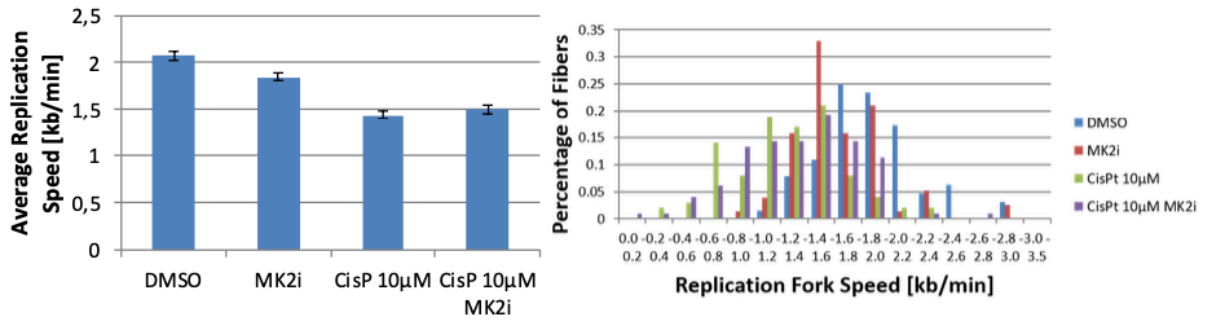 Average Replication
Speed [kb/min]
2,5
2
1,5
1
0,5
0
DMSO
MK2i
CisP 10µM
CisP 10µM
MK2i
Percentage of Fibers
0.35
0.3
0.25
0.2
0.15
0.1
0.05
0
0.0 -0.2 -0.4 -0.6 -0.8 -1.0 -1.2 -1.4 -1.6 -1.8 -2.0 -2.2 -2.4 -2.6 -2.8 -3.0 -
0.2 0.4 0.6 0.8 1.0 1.2 1.4 1.6 1.8 2.0 2.2 2.4 2.6 2.8 3.0 3.5
Replication Fork Speed [kb/min]
DMSO
MK2i
CisPt 10µM
CisPt 10µM MK2i